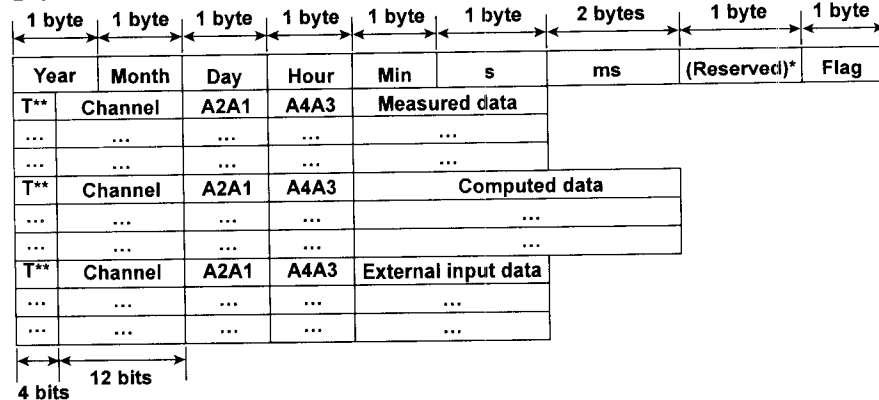 1 byte 1 byte 1 byte 1 byte 1 byte 1 byte 2 bytes 1 byte 1 byte
Year Month Day Hour Min s ms (Reserved)* Flag
T** Channel A2A1 A4A3 Measured data
... ... ... ... ...
... ... ... ... ...
T** Channel A2A1 A4A3 Computed data
... ... ... ... ...
... ... ... ... ...
T** Channel A2A1 A4A3 External input data
... ... ... ... ...
... ... ... ... ...
12 bits
4 bits